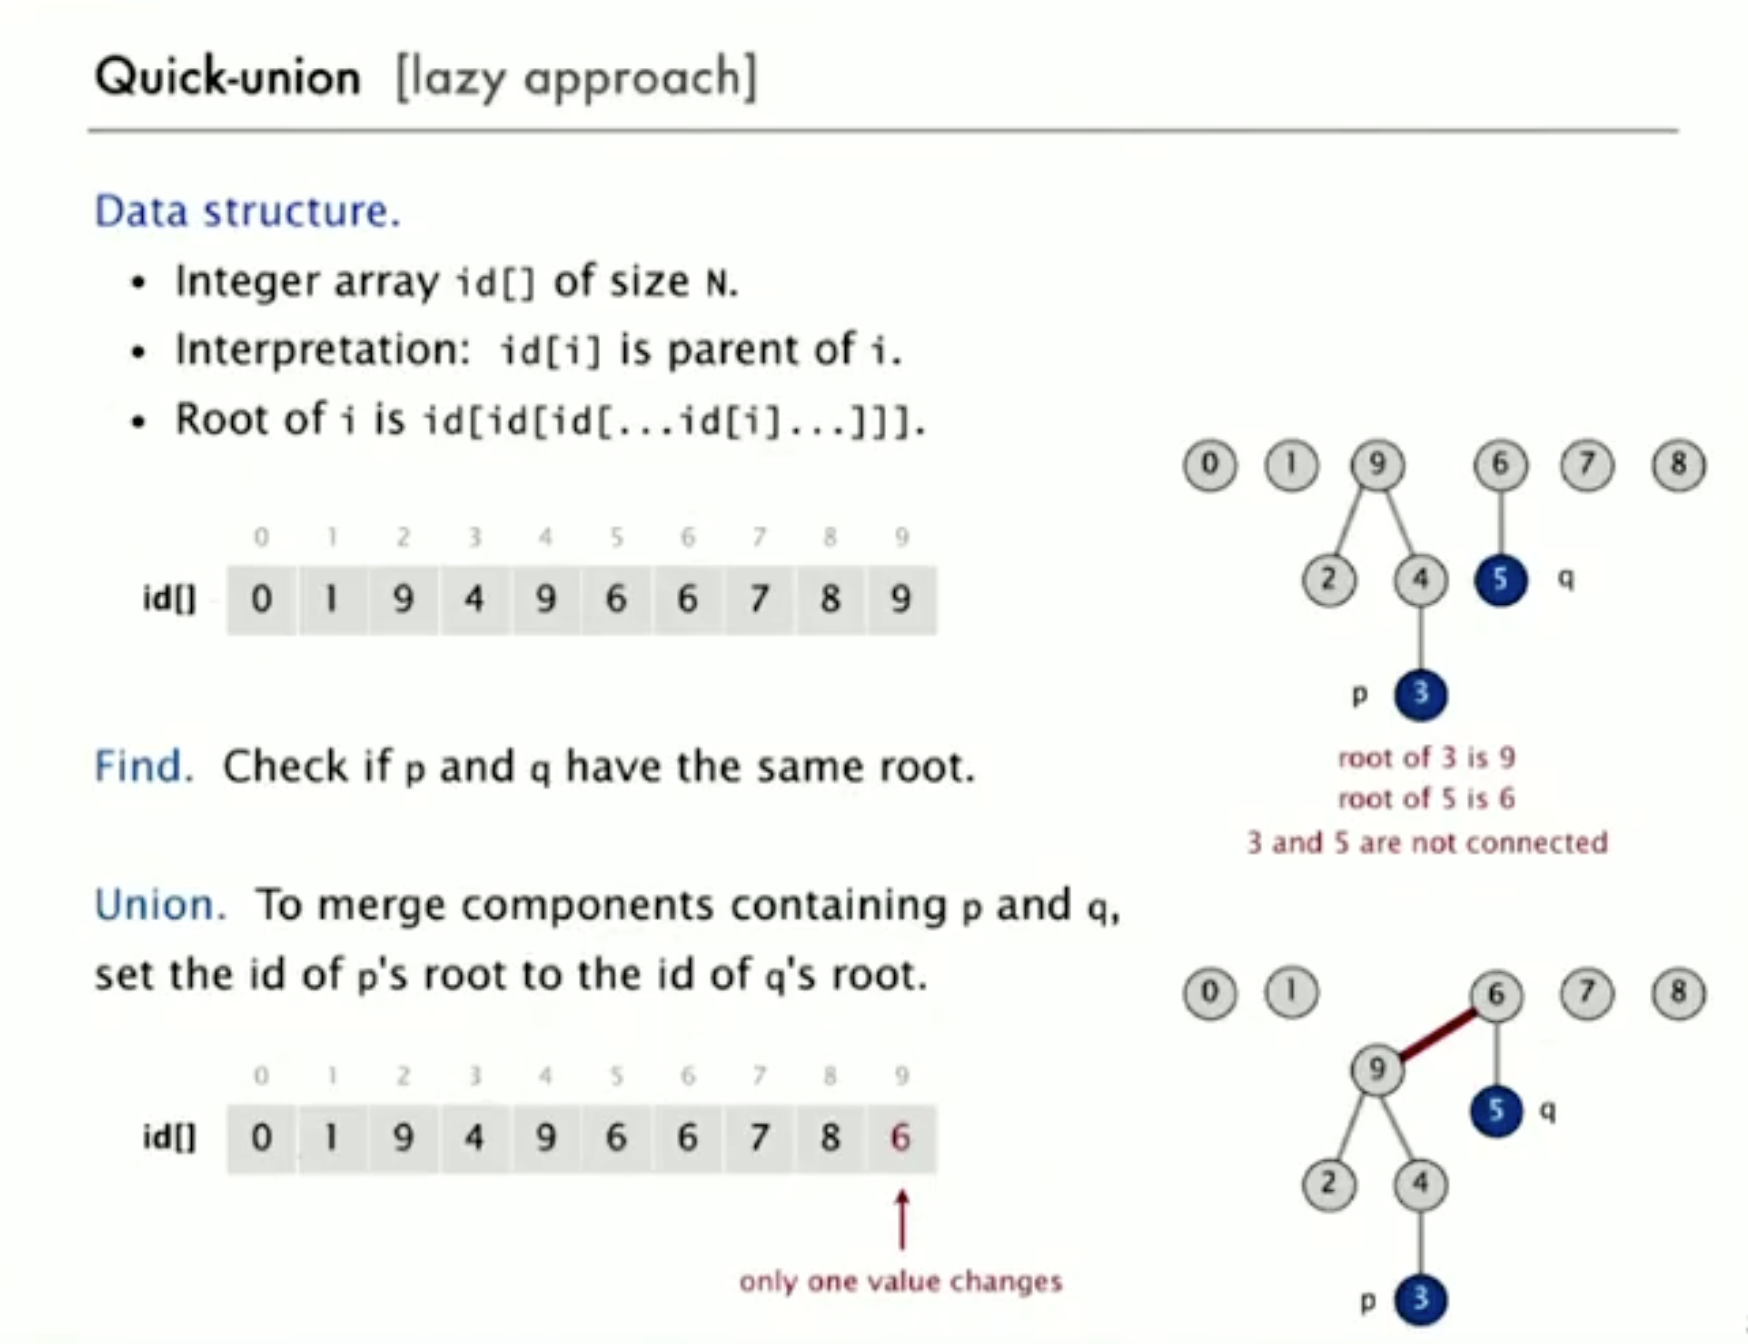 Quick-union [lazy approach]
Data structure.
• Integer array id[] of size N.
• Interpretation: id[i] is parent of i.
• Root of i is id[id[id[...id[i]...]]].
0 1 9 6 7 8
2 4 5 q
p 3
0 1 2 3 4 5 6 7 8 9
id[] 0 1 9 4 9 6 6 7 8 9
root of 3 is 9
root of 5 is 6
3 and 5 are not connected
Find. Check if p and q have the same root.
Union. To merge components containing p and q,
set the id of p's root to the id of q's root.
0 1 6 7 8
9
5 q
2 4
p 3
0 1 2 3 4 5 6 7 8 9
id[] 0 1 9 4 9 6 6 7 8 6
only one value changes